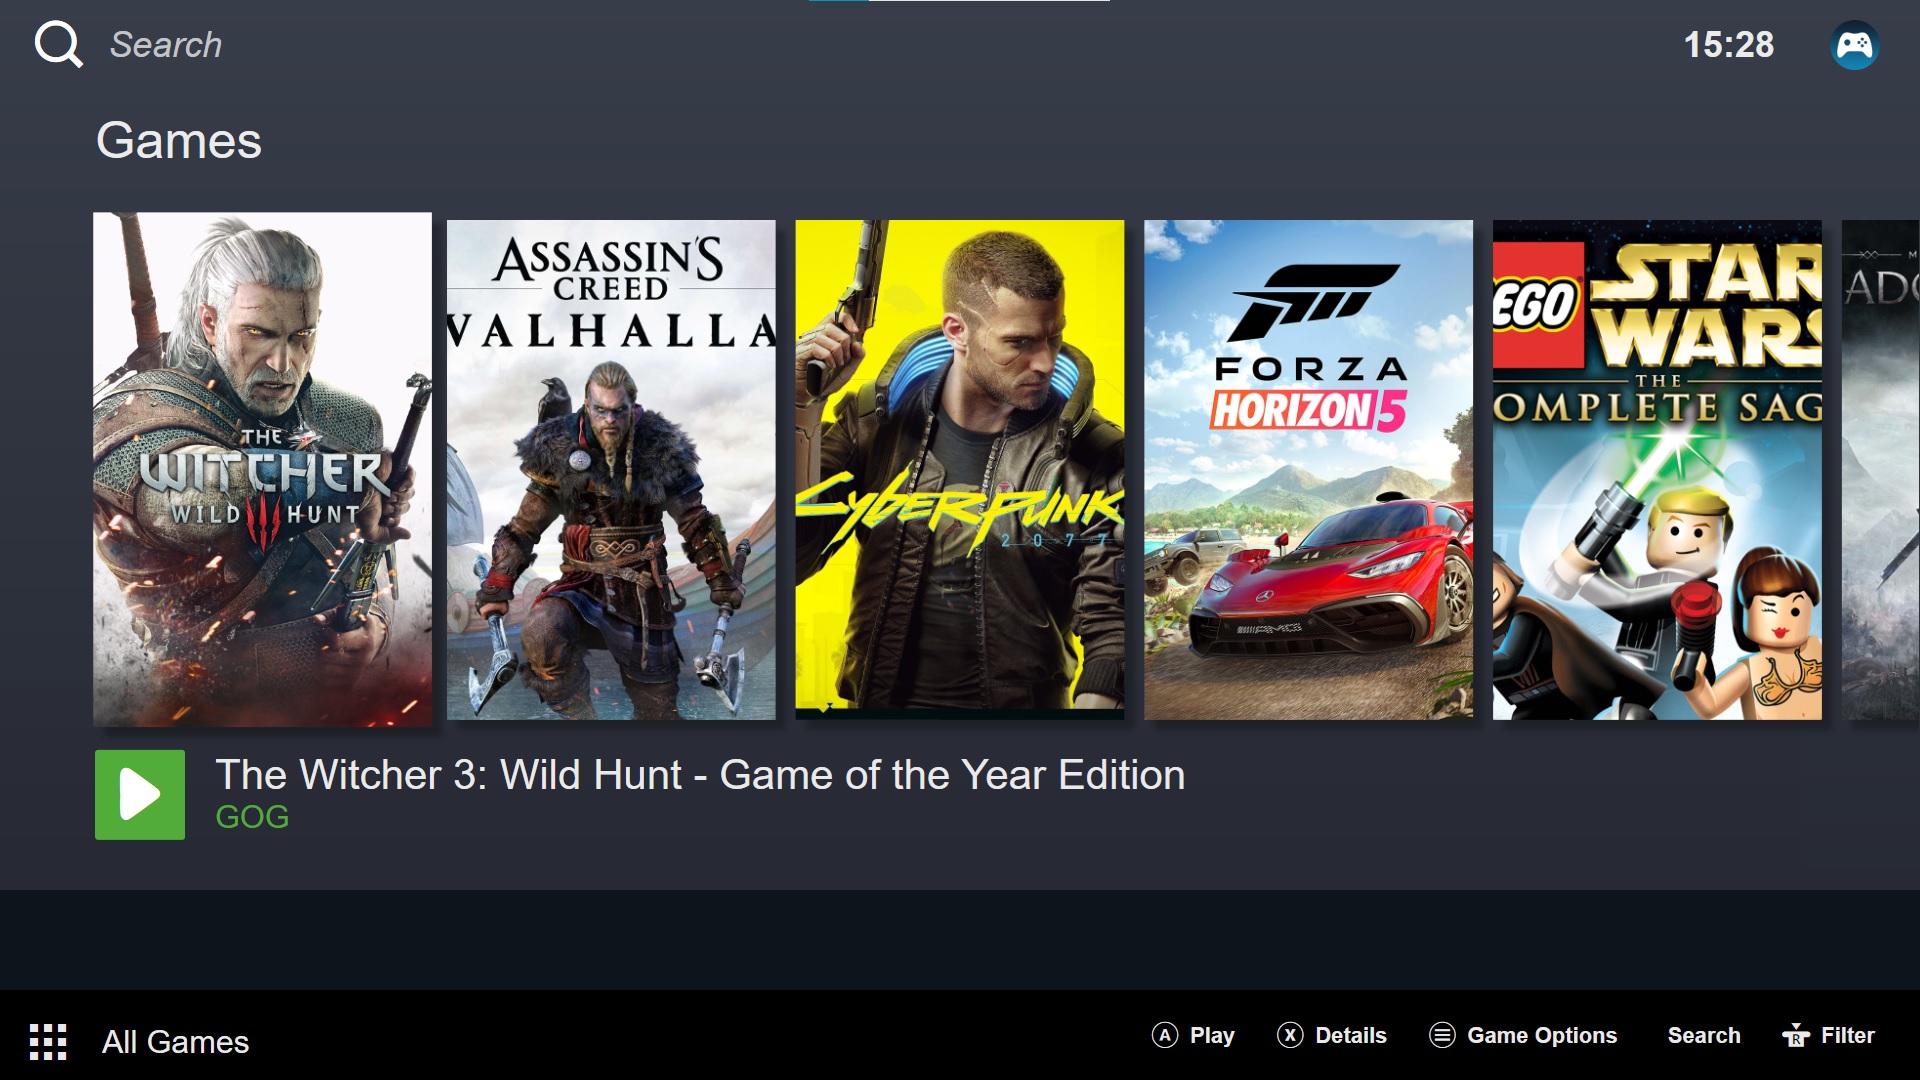 Search
15:28
Games
THE
WITCHER
WILD HUNT
ASSASSIN'S
CREED
VALHALLA
CYBERPUNK
2077
FORZA
HORIZON 5
EGO
STAR
WARS
THE
OMPLETE SAG
ADO
The Witcher 3: Wild Hunt - Game of the Year Edition
GOG
All Games
A Play
X Details
Game Options
Search
R Filter